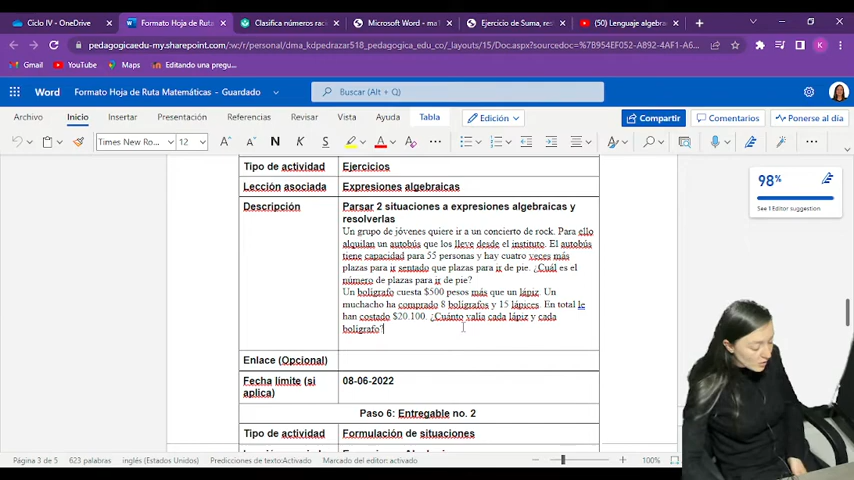 Ciclo IV - OneDrive
Formato Hoja de Ruta
Clasifica números rac
Microsoft Word - ma
Ejercicio de Suma, res
(50) Lenguaje algebra
pedagogicaedu-my.sharepoint.com/:w:/r/personal/dma_kdpedrazar518_pedagogica_edu_co/_layouts/15/Doc.aspx?sourcedoc=%7B954EF052-A892-4AF1-A6...
K
Gmail
YouTube
Maps
Editando una pregu...
Word
Formato Hoja de Ruta Matemáticas - Guardado
Buscar (Alt + Q)
Archivo
Inicio
Insertar
Disposición
Referencias
Revisar
Vista
Ayuda
Tabla
Edición
Compartir
Comentarios
Ponerse al día
Times New Ro...
12
N
K
S
98%
See 1 Editor suggestion
Tipo de actividad
Ejercicios
Lección asociada
Expresiones algebraicas
Descripción
Parsar 2 situaciones a expresiones algebraicas y
resolverlas
Un grupo de jóvenes quiere ir a un concierto de rock. Para ello
alquilan un autobús que los lleve desde el instituto. El autobús
tiene capacidad para 55 personas y hay cuatro veces más
plazas para ir sentado que plazas para ir de pie. ¿Cuál es el
número de plazas para ir de pie?
Un bolígrafo cuesta $500 pesos más que un lápiz. Un
muchacho ha comprado 8 bolígrafos y 15 lápices. En total le
han costado $20.100. ¿Cuánto valía cada lápiz y cada
bolígrafo?
Enlace (Opcional)
Fecha límite (si
aplica)
08-06-2022
Paso 6: Entregable no. 2
Tipo de actividad
Formulación de situaciones
Página 3 de 5
623 palabras
inglés (Estados Unidos)
Predicciones de texto:Activado
Marcador del editor: activado
100%